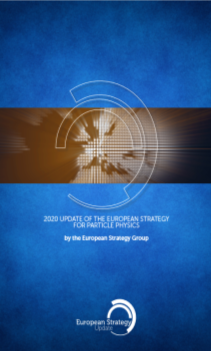 2020 UPDATE OF THE EUROPEAN STRATEGY
FOR PARTICLE PHYSICS
by the European Strategy Group
European Strategy
Update